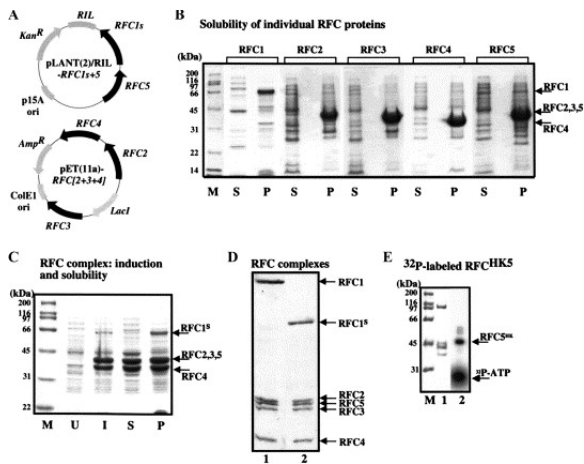 A
KanR
RIL
RFC1s
pLANT(2)/RIL
-RFC1s+5
p15A
ori
RFC5
RFC4
AmpR
RFC2
pET(11a)-
RFC[2+3+4]
ColE1
ori
RFC3
LacI
B
Solubility of individual RFC proteins
(kDa) RFC1 RFC2 RFC3 RFC4 RFC5
200
116
97
66
45
31
22
14
RFC1
RFC2,3,5
RFC4
M S P S P S P S P S P
C
RFC complex: induction
and solubility
(kDa)
200
116
97
66
45
31
22
RFC1S
RFC2,3,5
RFC4
M U I S P
D
RFC complexes
RFC1
RFC1S
RFC2
RFC5
RFC3
RFC4
1 2
E
32P-labeled RFCHK5
(kDa)
200
116
97
66
45
31
RFC5HK
32P-ATP
M 1 2